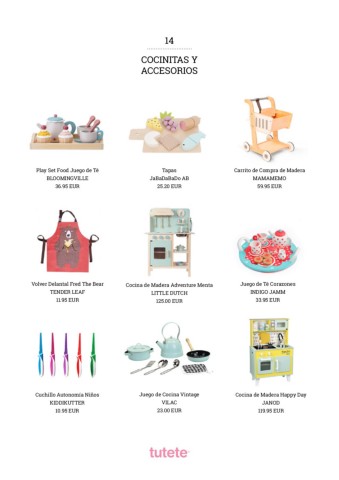 14
COCINITAS Y
ACCESORIOS
Play Set Food Juego de Té
BLOOMINGVILLE
36.95 EUR
Tapas
JaBaDaBaDo AB
25.20 EUR
Carrito de Compra de Madera
MAMAMEMO
59.95 EUR
Volver Delantal Fred The Bear
TENDER LEAF
11.95 EUR
Cocina de Madera Adventure Menta
LITTLE DUTCH
125.00 EUR
Juego de Té Corazones
INDIGO JAMM
33.95 EUR
Cuchillo Autonomía Niños
KIDDIKUTTER
10.95 EUR
Juego de Cocina Vintage
VILAC
23.00 EUR
Cocina de Madera Happy Day
JANOD
119.95 EUR
tutete